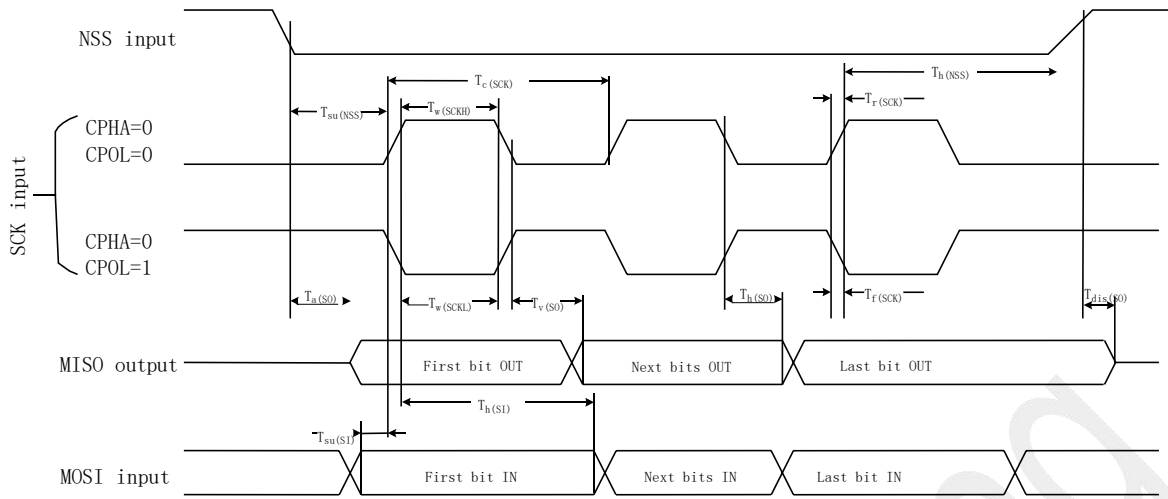 NSS input
Tc(SCK)
Th(NSS)
Tsu(NSS)
Tw(SCKH)
Tr(SCK)
CPHA=0
CPOL=0
SCK input
CPHA=0
CPOL=1
Ta(SO)
Tw(SCKL)
Tv(SO)
Th(SO)
Tf(SCK)
Tdis(SO)
MISO output
First bit OUT
Next bits OUT
Last bit OUT
Th(SI)
Tsu(SI)
MOSI input
First bit IN
Next bits IN
Last bit IN